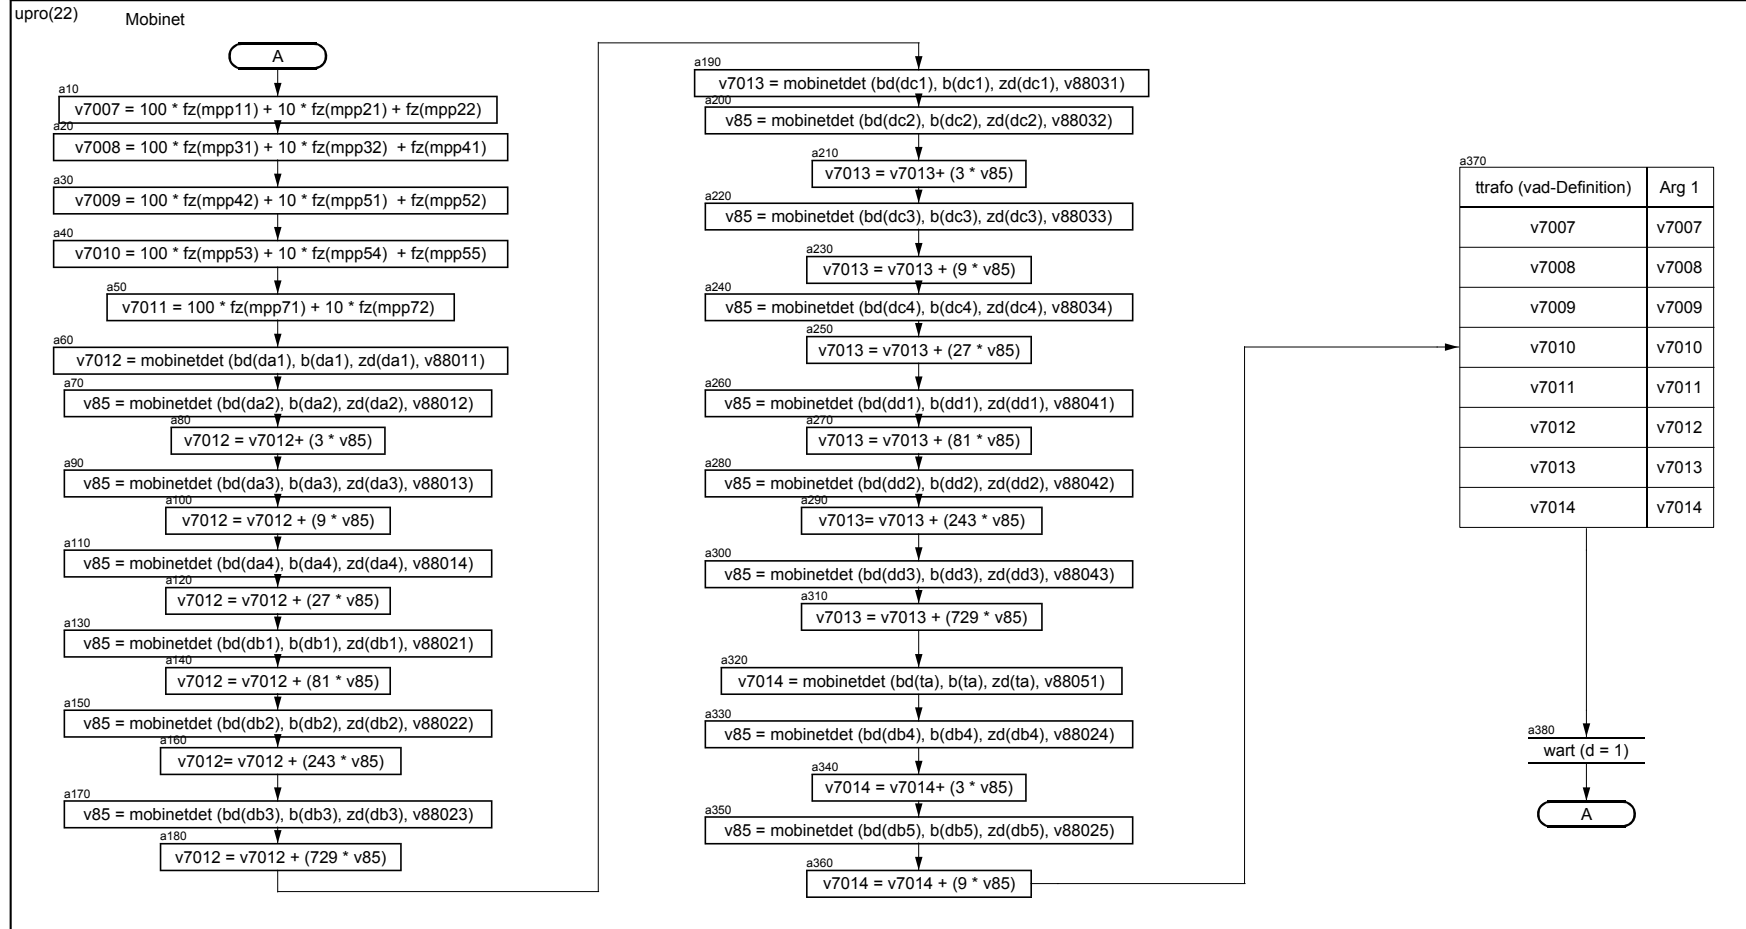 upro(22)
Mobinet
A
a10
v7007 = 100 * fz(mpp11) + 10 * fz(mpp21) + fz(mpp22)
a20
v7008 = 100 * fz(mpp31) + 10 * fz(mpp32) + fz(mpp41)
a30
v7009 = 100 * fz(mpp42) + 10 * fz(mpp51) + fz(mpp52)
a40
v7010 = 100 * fz(mpp53) + 10 * fz(mpp54) + fz(mpp55)
a50
v7011 = 100 * fz(mpp71) + 10 * fz(mpp72)
a60
v7012 = mobinetdet (bd(da1), b(da1), zd(da1), v88011)
a70
v85 = mobinetdet (bd(da2), b(da2), zd(da2), v88012)
a80
v7012 = v7012+ (3 * v85)
a90
v85 = mobinetdet (bd(da3), b(da3), zd(da3), v88013)
a100
v7012 = v7012 + (9 * v85)
a110
v85 = mobinetdet (bd(da4), b(da4), zd(da4), v88014)
a120
v7012 = v7012 + (27 * v85)
a130
v85 = mobinetdet (bd(db1), b(db1), zd(db1), v88021)
a140
v7012 = v7012 + (81 * v85)
a150
v85 = mobinetdet (bd(db2), b(db2), zd(db2), v88022)
a160
v7012= v7012 + (243 * v85)
a170
v85 = mobinetdet (bd(db3), b(db3), zd(db3), v88023)
a180
v7012 = v7012 + (729 * v85)
a190
v7013 = mobinetdet (bd(dc1), b(dc1), zd(dc1), v88031)
a200
v85 = mobinetdet (bd(dc2), b(dc2), zd(dc2), v88032)
a210
v7013 = v7013+ (3 * v85)
a220
v85 = mobinetdet (bd(dc3), b(dc3), zd(dc3), v88033)
a230
v7013 = v7013 + (9 * v85)
a240
v85 = mobinetdet (bd(dc4), b(dc4), zd(dc4), v88034)
a250
v7013 = v7013 + (27 * v85)
a260
v85 = mobinetdet (bd(dd1), b(dd1), zd(dd1), v88041)
a270
v7013 = v7013 + (81 * v85)
a280
v85 = mobinetdet (bd(dd2), b(dd2), zd(dd2), v88042)
a290
v7013= v7013 + (243 * v85)
a300
v85 = mobinetdet (bd(dd3), b(dd3), zd(dd3), v88043)
a310
v7013 = v7013 + (729 * v85)
a320
v7014 = mobinetdet (bd(ta), b(ta), zd(ta), v88051)
a330
v85 = mobinetdet (bd(db4), b(db4), zd(db4), v88024)
a340
v7014 = v7014+ (3 * v85)
a350
v85 = mobinetdet (bd(db5), b(db5), zd(db5), v88025)
a360
v7014 = v7014 + (9 * v85)
a370
ttrafo (vad-Definition) Arg 1
v7007 v7007
v7008 v7008
v7009 v7009
v7010 v7010
v7011 v7011
v7012 v7012
v7013 v7013
v7014 v7014
a380
wart (d = 1)
A